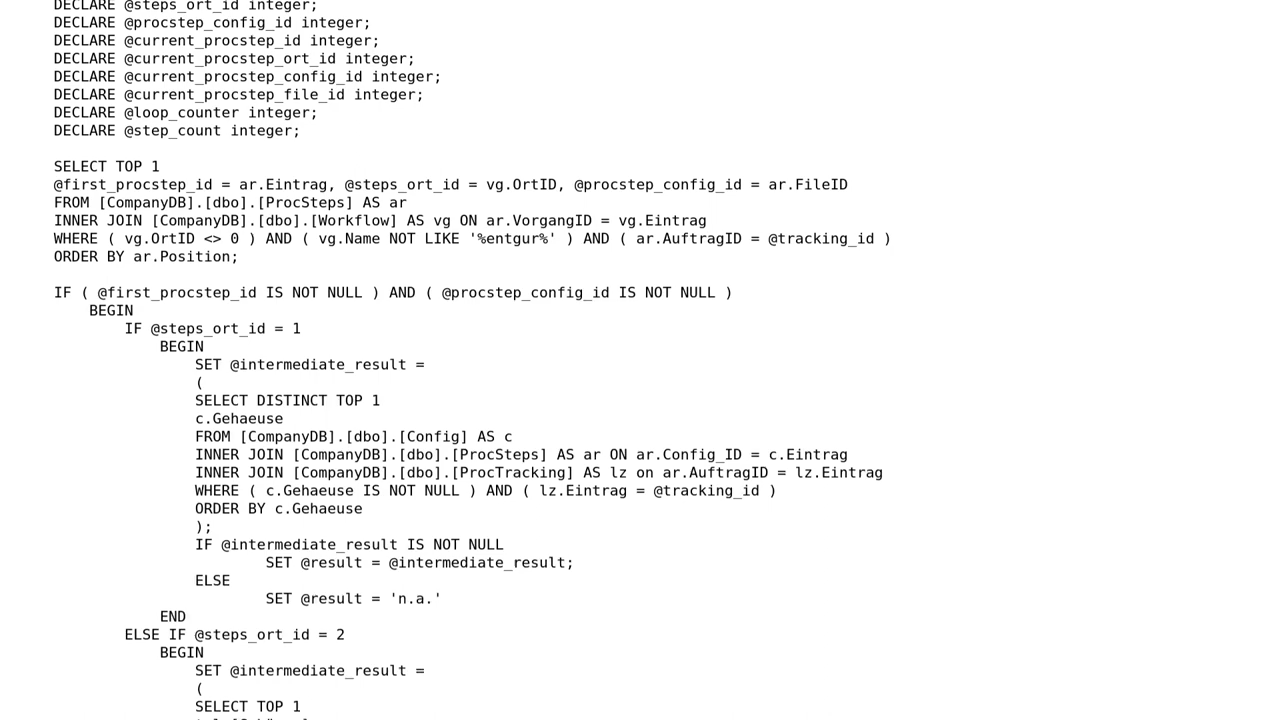 DECLARE @steps_ort_id integer;
DECLARE @procstep_config_id integer;
DECLARE @current_procstep_id integer;
DECLARE @current_procstep_ort_id integer;
DECLARE @current_procstep_config_id integer;
DECLARE @current_procstep_file_id integer;
DECLARE @loop_counter integer;
DECLARE @step_count integer;
SELECT TOP 1
@first_procstep_id = ar.Eintrag, @steps_ort_id = vg.OrtID, @procstep_config_id = ar.FileID
FROM [CompanyDB].[dbo].[ProcSteps] AS ar
INNER JOIN [CompanyDB].[dbo].[Workflow] AS vg ON ar.VorgangID = vg.Eintrag
WHERE ( vg.OrtID <> 0 ) AND ( vg.Name NOT LIKE '%entgur%' ) AND ( ar.AuftragID = @tracking_id )
ORDER BY ar.Position;
IF ( @first_procstep_id IS NOT NULL ) AND ( @procstep_config_id IS NOT NULL )
BEGIN
IF @steps_ort_id = 1
BEGIN
SET @intermediate_result =
(
SELECT DISTINCT TOP 1
c.Gehaeuse
FROM [CompanyDB].[dbo].[Config] AS c
INNER JOIN [CompanyDB].[dbo].[ProcSteps] AS ar ON ar.Config_ID = c.Eintrag
INNER JOIN [CompanyDB].[dbo].[ProcTracking] AS lz on ar.AuftragID = lz.Eintrag
WHERE ( c.Gehaeuse IS NOT NULL ) AND ( lz.Eintrag = @tracking_id )
ORDER BY c.Gehaeuse
);
IF @intermediate_result IS NOT NULL
SET @result = @intermediate_result;
ELSE
SET @result = 'n.a.'
END
ELSE IF @steps_ort_id = 2
BEGIN
SET @intermediate_result =
(
SELECT TOP 1